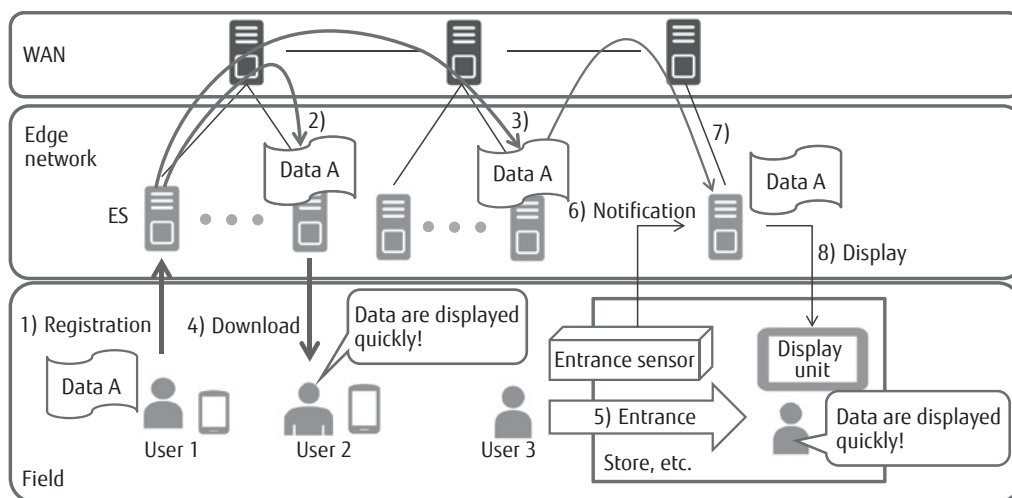 WAN
Edge
network
2)
Data A
3)
Data A
7)
Data A
ES
6) Notification
8) Display
1) Registration
Data A
4) Download
Data are displayed
quickly!
Entrance sensor
Display
unit
5) Entrance
Data are displayed
quickly!
User 1
User 2
User 3
Store, etc.
Field